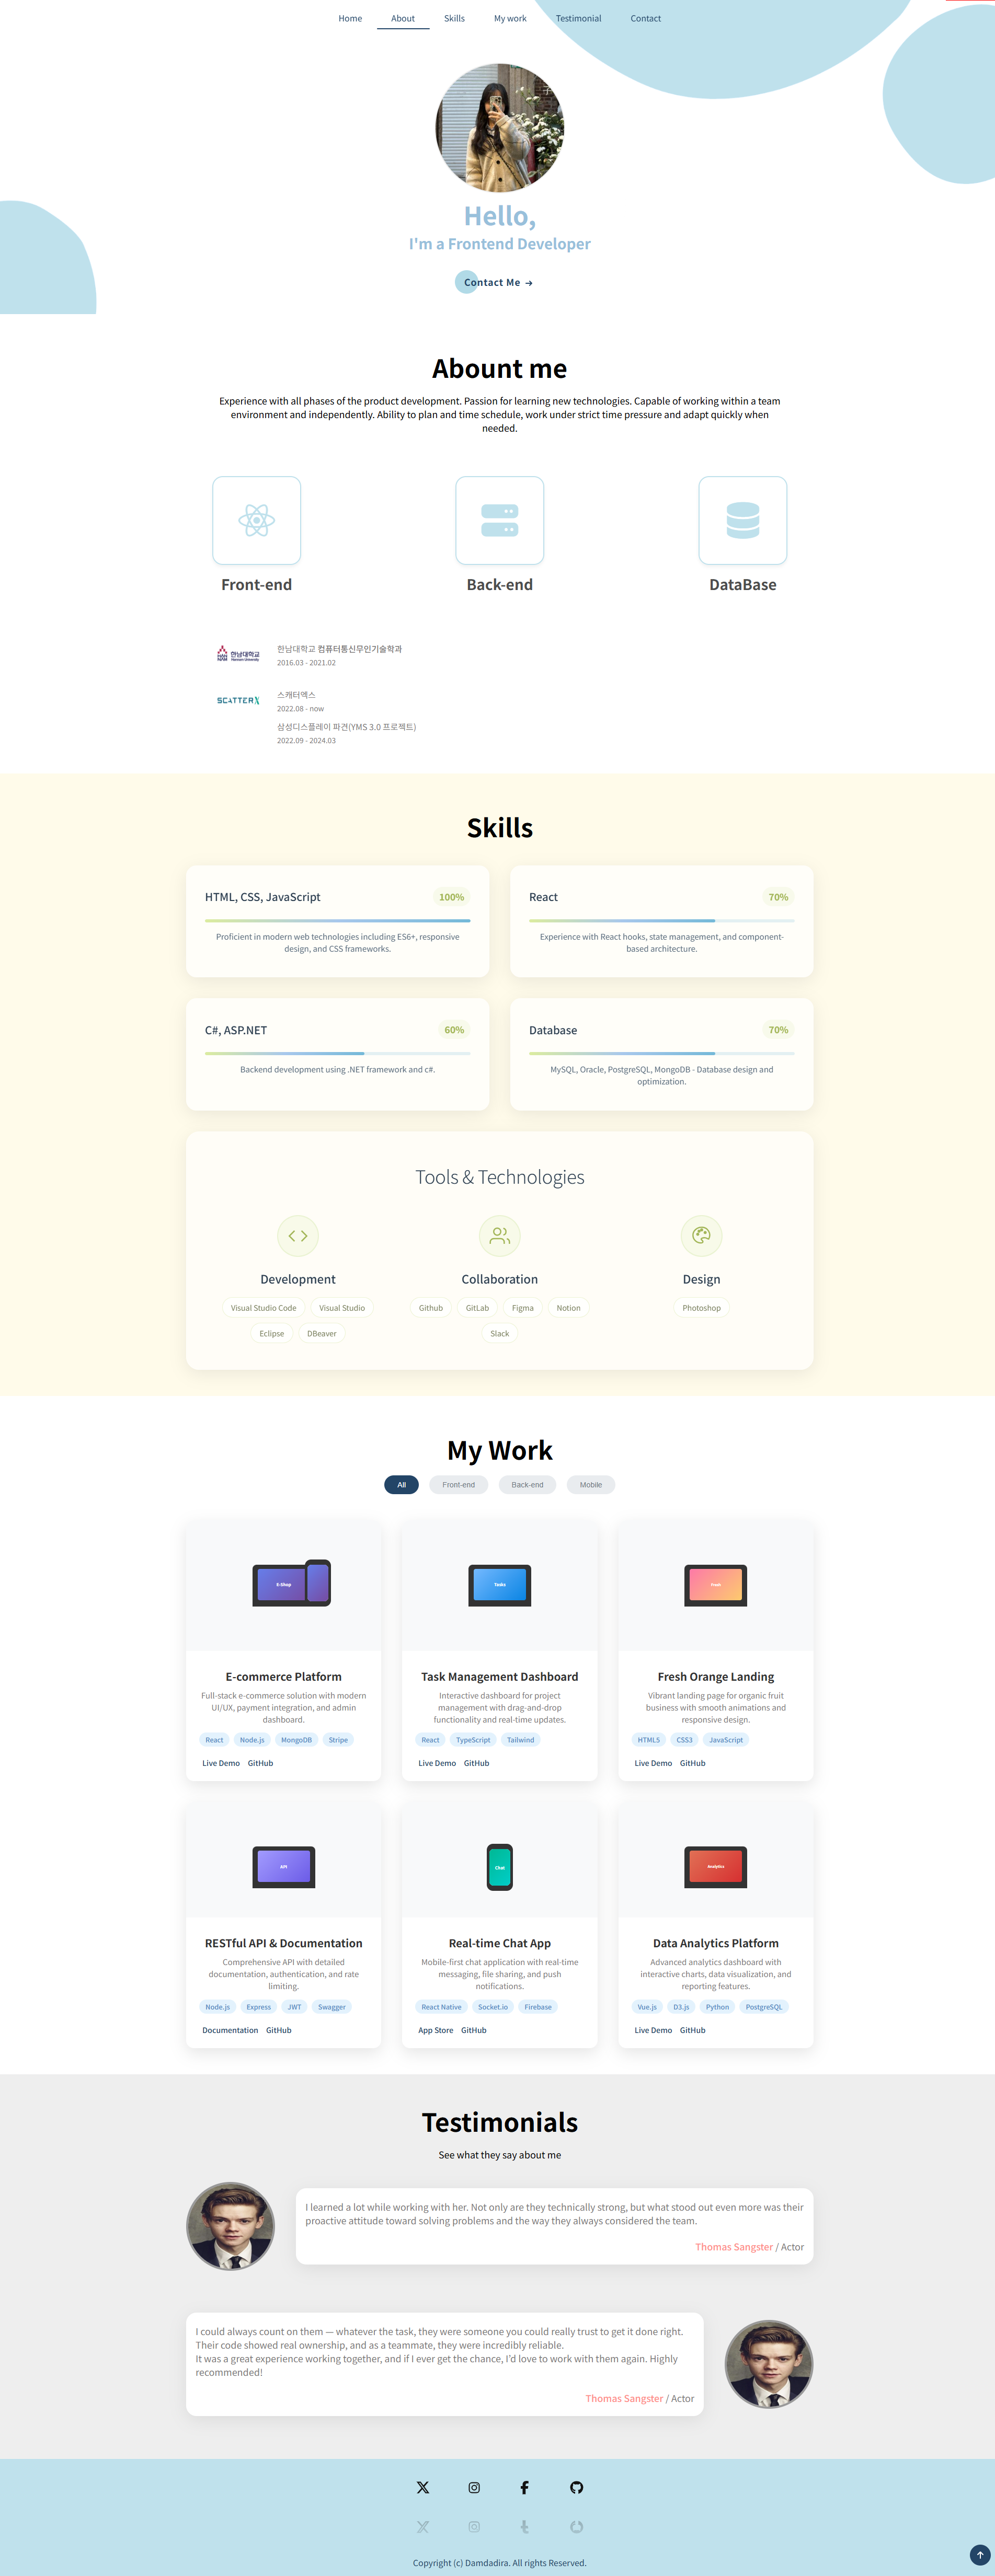 Home About Skills My work Testimonial Contact
Hello,
I'm a Frontend Developer
Contact Me →
Abount me
Experience with all phases of the product development. Passion for learning new technologies. Capable of working within a team
environment and independently. Ability to plan and time schedule, work under strict time pressure and adapt quickly when
needed.
Front-end Back-end DataBase
한남대학교
Hannam University
한남대학교 컴퓨터통신무인기술학과
2016.03 - 2021.02
SCATTERX
스캐터엑스
2022.08 - now
삼성디스플레이 파견(YMS 3.0 프로젝트)
2022.09 - 2024.03
Skills
HTML, CSS, JavaScript 100%
Proficient in modern web technologies including ES6+, responsive
design, and CSS frameworks.
React 70%
Experience with React hooks, state management, and component-
based architecture.
C#, ASP.NET 60%
Backend development using .NET framework and c#.
Database 70%
MySQL, Oracle, PostgreSQL, MongoDB - Database design and
optimization.
Tools & Technologies
Development
Visual Studio Code Visual Studio
Eclipse DBeaver
Collaboration
Github GitLab Figma Notion
Slack
Design
Photoshop
My Work
All Front-end Back-end Mobile
E-Shop
E-commerce Platform
Full-stack e-commerce solution with modern
UI/UX, payment integration, and admin
dashboard.
React Node.js MongoDB Stripe
Live Demo GitHub
Tasks
Task Management Dashboard
Interactive dashboard for project
management with drag-and-drop
functionality and real-time updates.
React TypeScript Tailwind
Live Demo GitHub
Fresh
Fresh Orange Landing
Vibrant landing page for organic fruit
business with smooth animations and
responsive design.
HTML5 CSS3 JavaScript
Live Demo GitHub
API
RESTful API & Documentation
Comprehensive API with detailed
documentation, authentication, and rate
limiting.
Node.js Express JWT Swagger
Documentation GitHub
Chat
Real-time Chat App
Mobile-first chat application with real-time
messaging, file sharing, and push
notifications.
React Native Socket.io Firebase
App Store GitHub
Analytics
Data Analytics Platform
Advanced analytics dashboard with
interactive charts, data visualization, and
reporting features.
Vue.js D3.js Python PostgreSQL
Live Demo GitHub
Testimonials
See what they say about me
I learned a lot while working with her. Not only are they technically strong, but what stood out even more was their
proactive attitude toward solving problems and the way they always considered the team.
Thomas Sangster / Actor
I could always count on them — whatever the task, they were someone you could really trust to get it done right.
Their code showed real ownership, and as a teammate, they were incredibly reliable.
It was a great experience working together, and if I ever get the chance, I'd love to work with them again. Highly
recommended!
Thomas Sangster / Actor
Copyright (c) Damdadira. All rights Reserved.